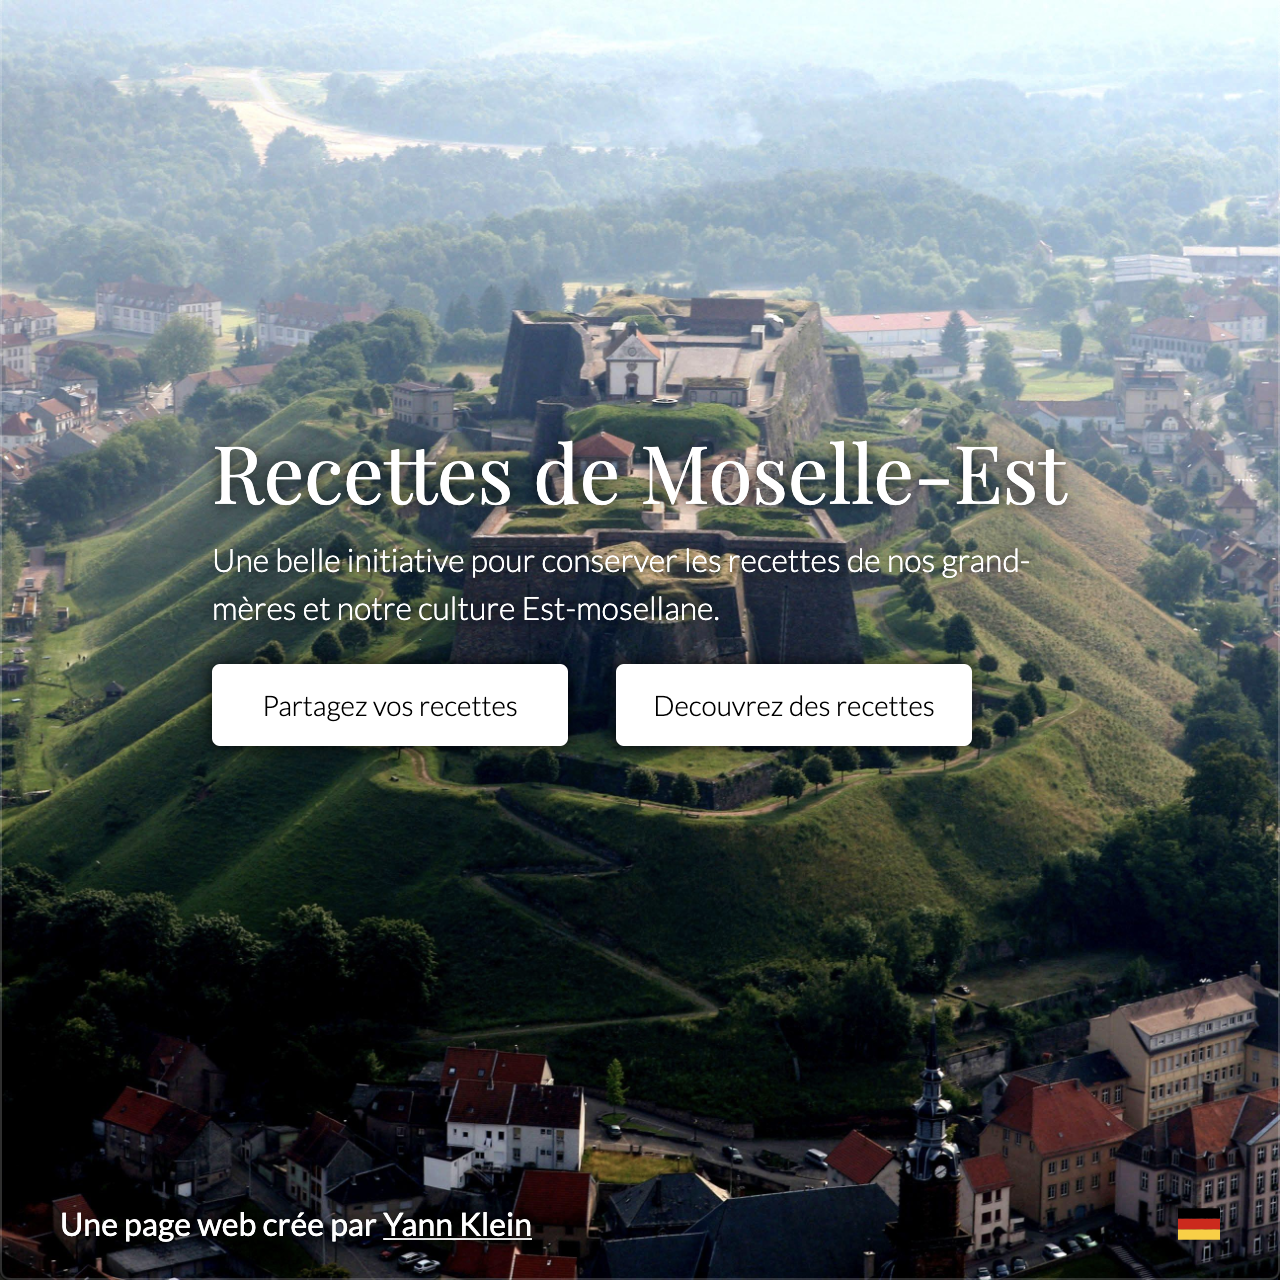 Recettes de Moselle-Est
Une belle initiative pour conserver les recettes de nos grand-
mères et notre culture Est-mosellane.
Partagez vos recettes
Decouvrez des recettes
Une page web crée par Yann Klein